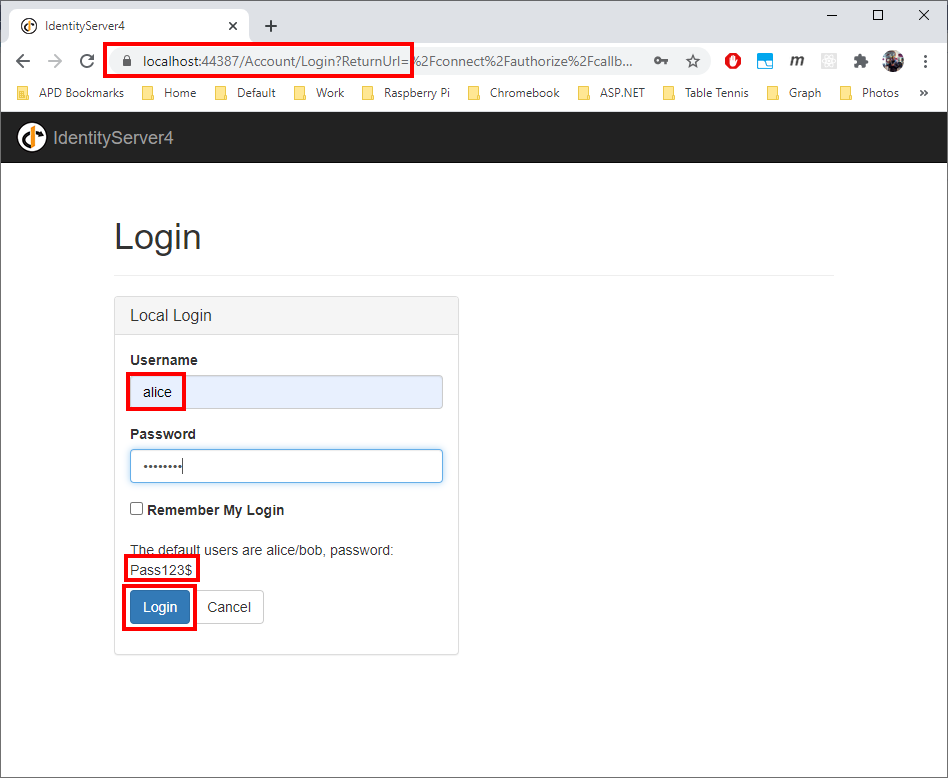 IdentityServer4
localhost:44387/Account/Login?ReturnUrl=%2Fconnect%2Fauthorize%2Fcallb...
APD Bookmarks Home Default Work Raspberry Pi Chromebook ASP.NET Table Tennis Graph Photos »
IdentityServer4
Login
Local Login
Username
alice
Password
••••••••
Remember My Login
The default users are alice/bob, password:
Pass123$
Login Cancel